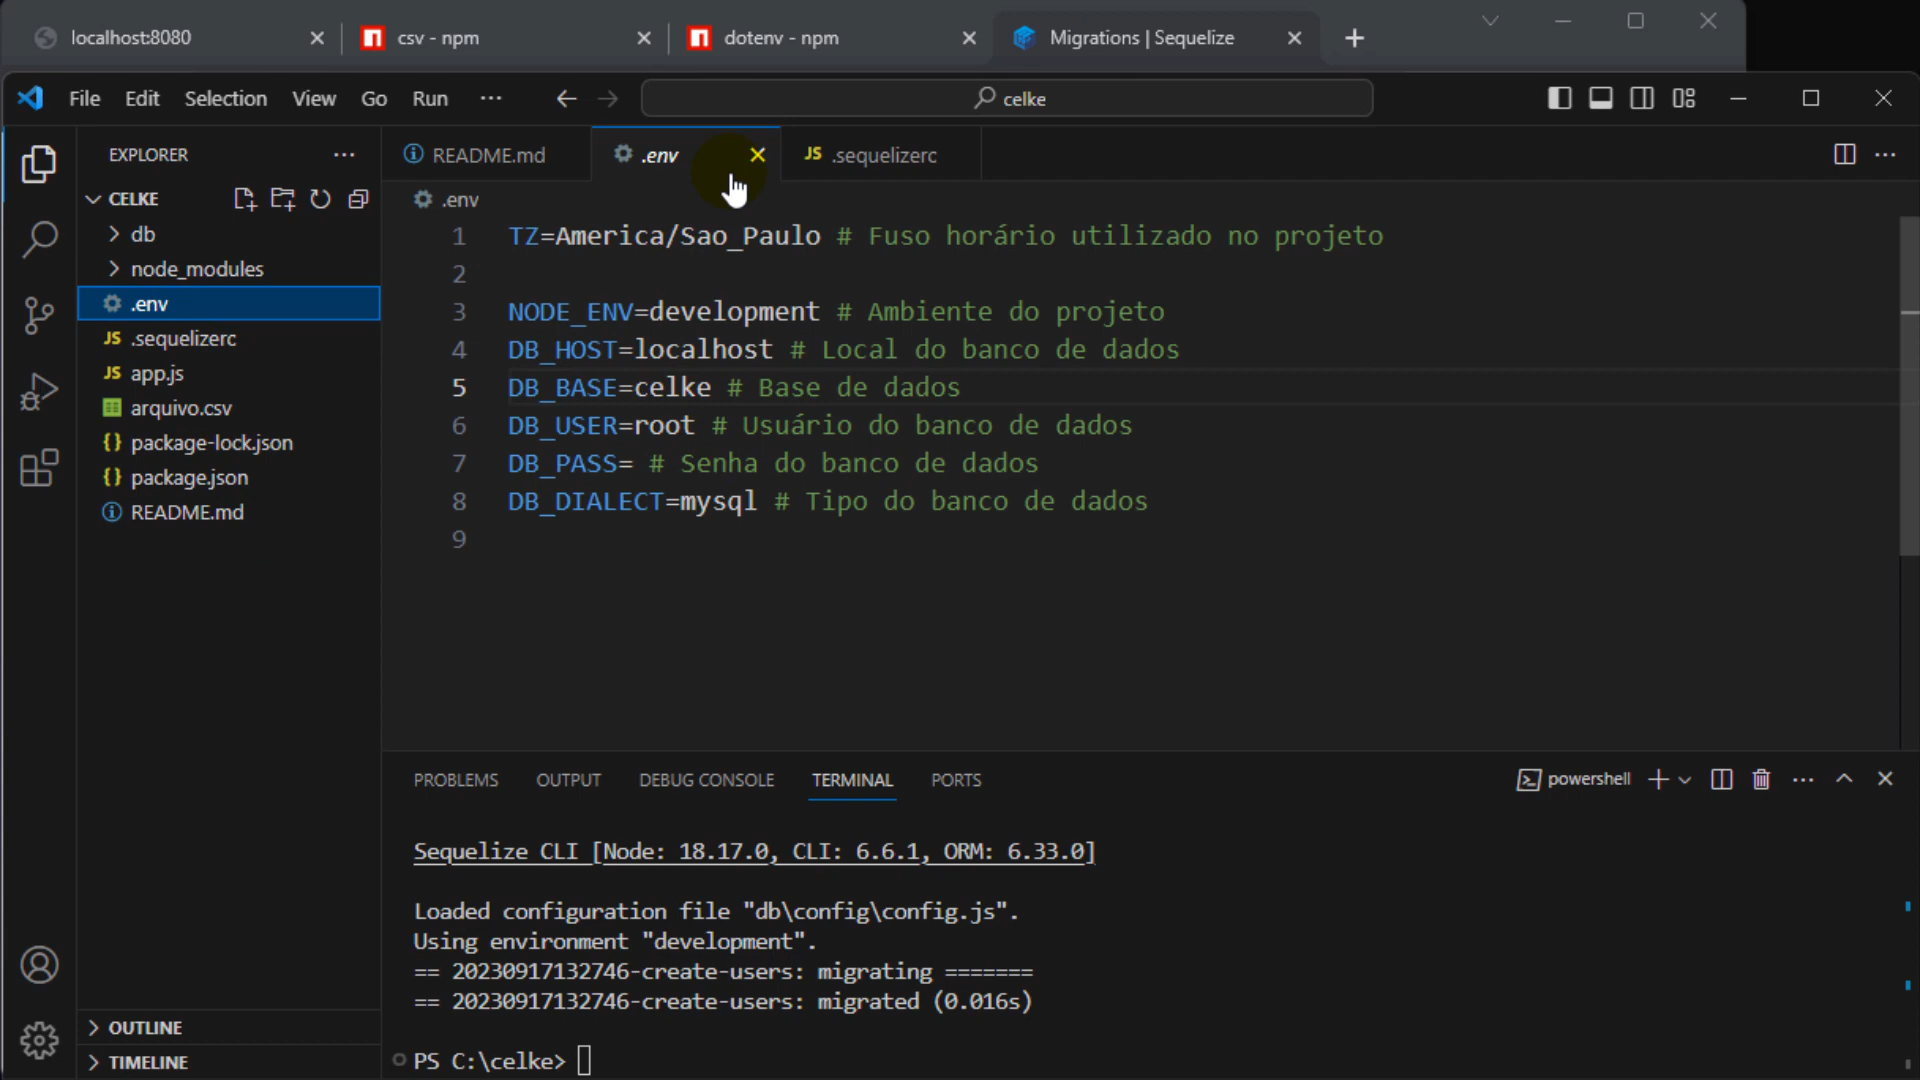 localhost:8080
csv - npm
dotenv - npm
Migrations | Sequelize
File Edit Selection View Go Run ···
celke
EXPLORER
README.md
.env
JS .sequelizerc
CELKE
db
node_modules
.env
JS .sequelizerc
JS app.js
arquivo.csv
{} package-lock.json
{} package.json
README.md
OUTLINE
TIMELINE
.env
1 TZ=America/Sao_Paulo # Fuso horário utilizado no projeto
2
3 NODE_ENV=development # Ambiente do projeto
4 DB_HOST=localhost # Local do banco de dados
5 DB_BASE=celke # Base de dados
6 DB_USER=root # Usuário do banco de dados
7 DB_PASS= # Senha do banco de dados
8 DB_DIALECT=mysql # Tipo do banco de dados
9
PROBLEMS OUTPUT DEBUG CONSOLE TERMINAL PORTS
powershell
Sequelize CLI [Node: 18.17.0, CLI: 6.6.1, ORM: 6.33.0]
Loaded configuration file "db\config\config.js".
Using environment "development".
== 20230917132746-create-users: migrating =======
== 20230917132746-create-users: migrated (0.016s)
PS C:\celke>